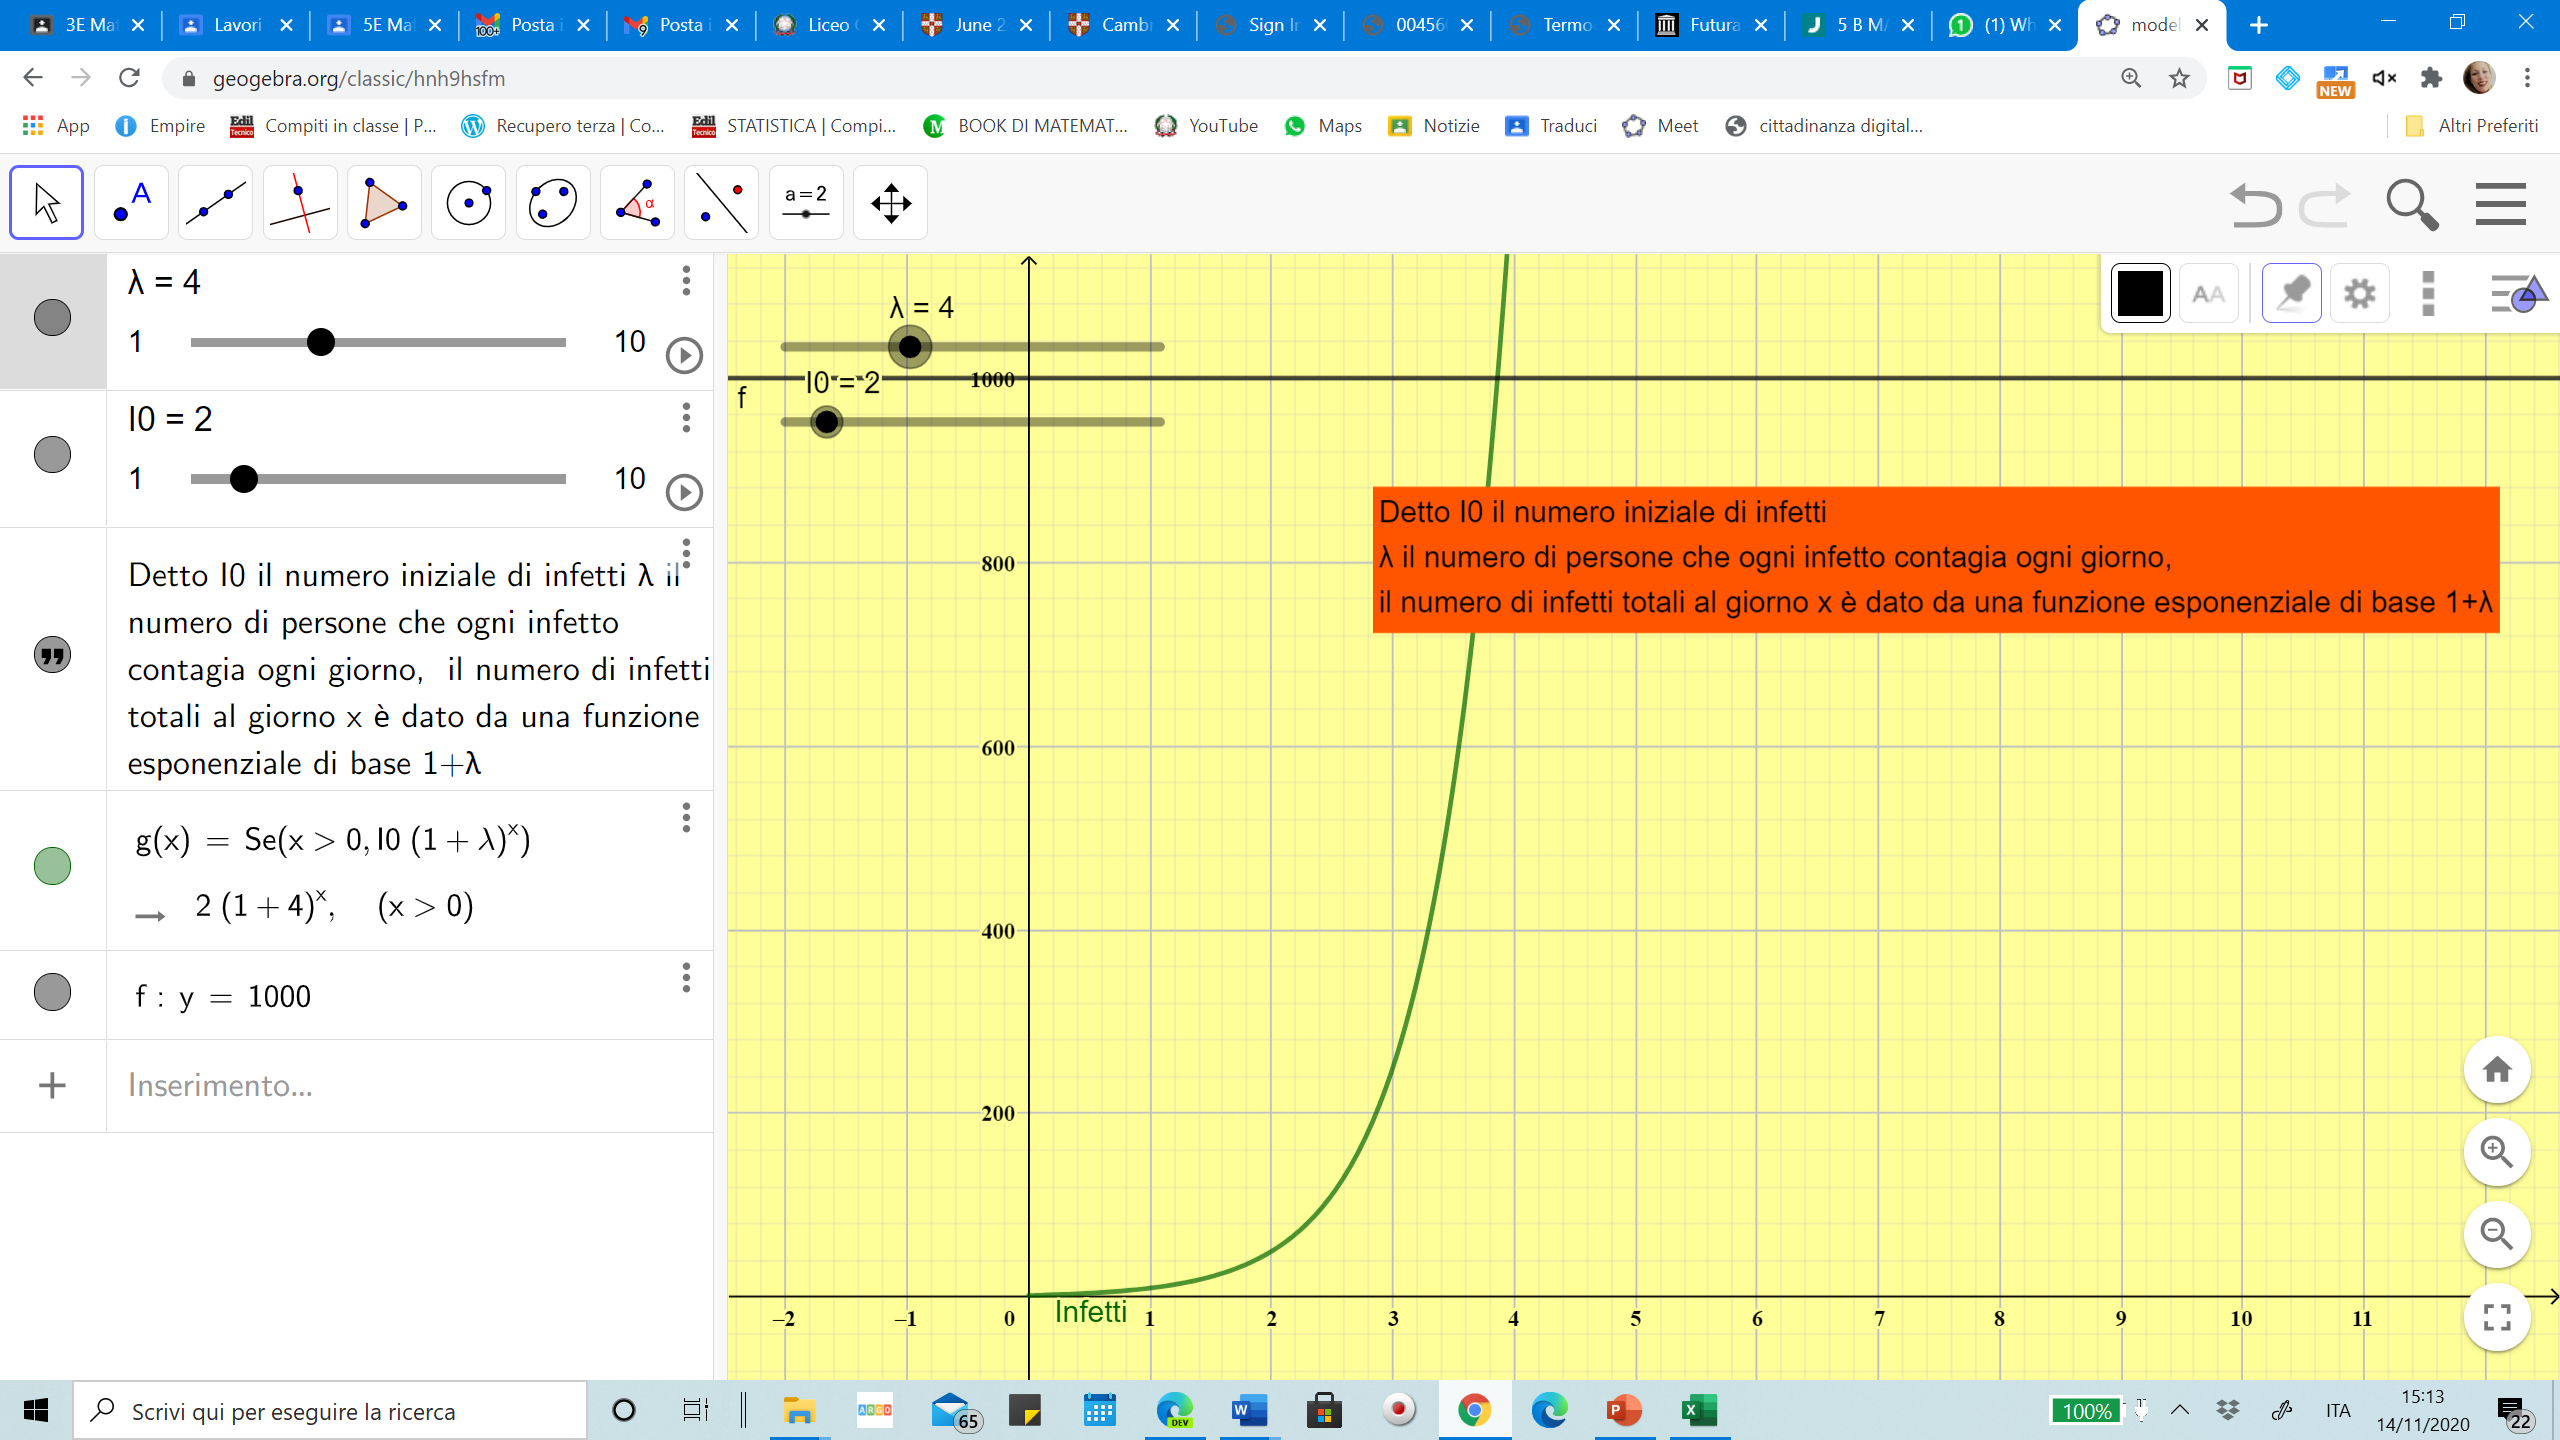 3E Ma
Lavori
5E Ma
Posta i
Posta i
Liceo
June 2
Camb
Sign I
00456
Termo
Futura
5 B M
(1) Wh
model
geogebra.org/classic/hnh9hsfm
NEW
App
Empire
Compiti in classe | P...
Recupero terza | Co...
STATISTICA | Compi...
BOOK DI MATEMAT...
YouTube
Maps
Notizie
Traduci
Meet
cittadinanza digital...
Altri Preferiti
A
α
a = 2
λ = 4
1 10
I0 = 2
1 10
Detto I0 il numero iniziale di infetti λ il
numero di persone che ogni infetto
contagia ogni giorno, il numero di infetti
totali al giorno x è dato da una funzione
esponenziale di base 1+λ
g(x) = Se(x > 0, I0 (1 + λ)ˣ)
→ 2 (1 + 4)ˣ, (x > 0)
f : y = 1000
Inserimento...
λ = 4
I0 = 2
f
AA
Detto I0 il numero iniziale di infetti
λ il numero di persone che ogni infetto contagia ogni giorno,
il numero di infetti totali al giorno x è dato da una funzione esponenziale di base 1+λ
1000
800
600
400
200
Infetti
–2 –1 0 1 2 3 4 5 6 7 8 9 10 11
Scrivi qui per eseguire la ricerca
ARGO
65
DEV
100%
ITA
15:13
14/11/2020
22